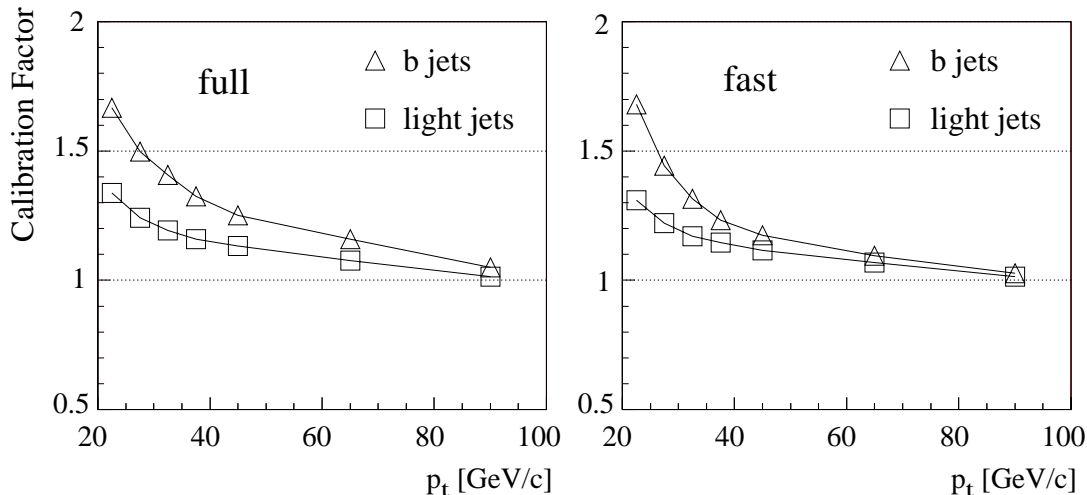 Calibration Factor
2
1.5
1
0.5
full
b jets
light jets
20 40 60 80 100
p_t [GeV/c]
2
1.5
1
0.5
fast
b jets
light jets
20 40 60 80 100
p_t [GeV/c]